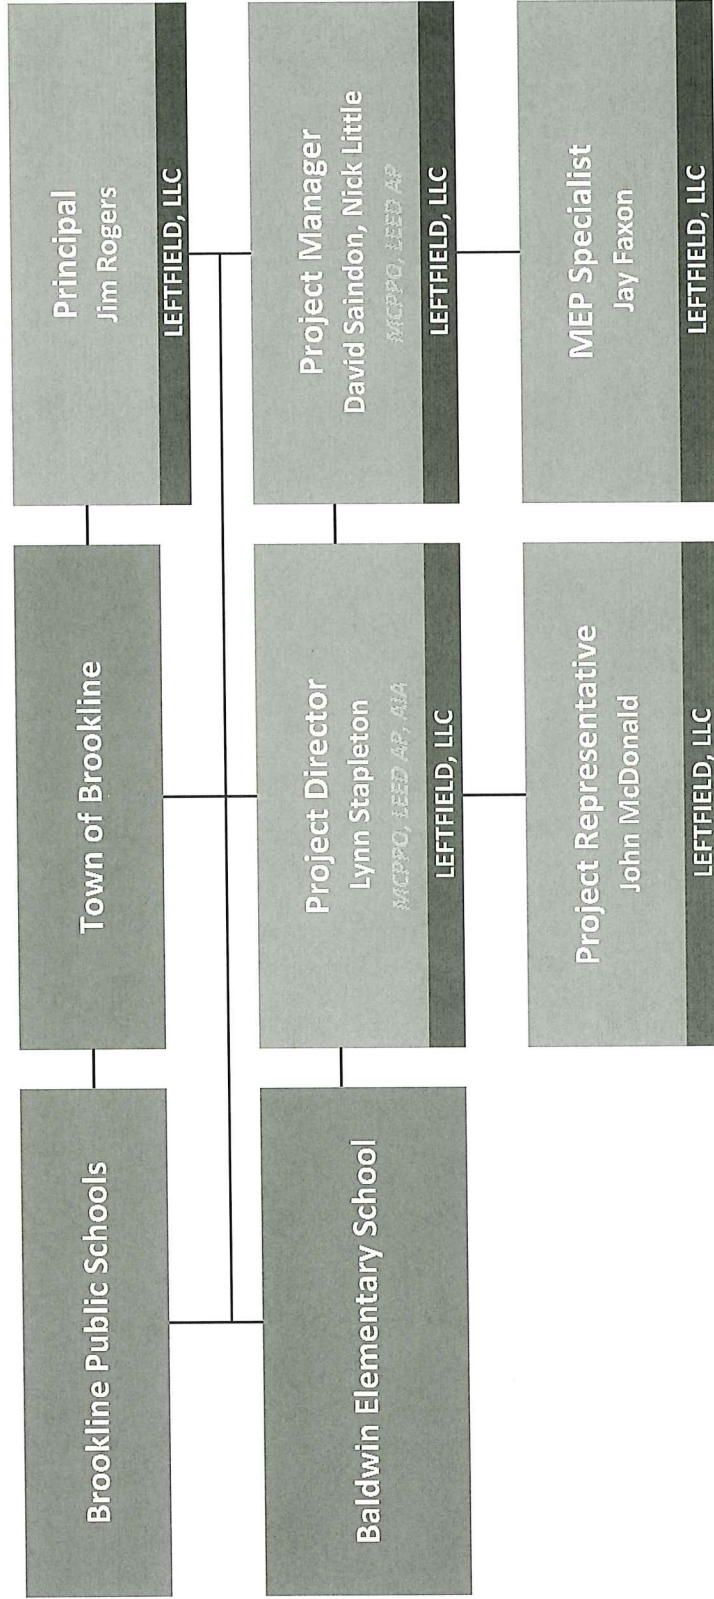 Brookline Public Schools
Town of Brookline
Principal
Jim Rogers
LEFTFIELD, LLC
Baldwin Elementary School
Project Director
Lynn Stapleton
MCPPO, LEED AP, AIA
LEFTFIELD, LLC
Project Manager
David Saindon, Nick Little
MCPPO, LEED AP
LEFTFIELD, LLC
Project Representative
John McDonald
LEFTFIELD, LLC
MEP Specialist
Jay Faxon
LEFTFIELD, LLC